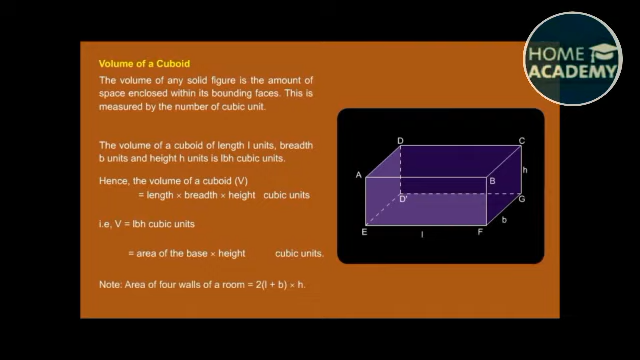 HOME
ACADEMY
Volume of a Cuboid
The volume of any solid figure is the amount of
space enclosed within its bounding faces. This is
measured by the number of cubic unit.
The volume of a cuboid of length l units, breadth
b units and height h units is lbh cubic units.
Hence, the volume of a cuboid (V)
= length × breadth × height cubic units
i.e, V = lbh cubic units
= area of the base × height cubic units.
Note: Area of four walls of a room = 2(l + b) × h.
D C
A B
h
D' G
b
E l F